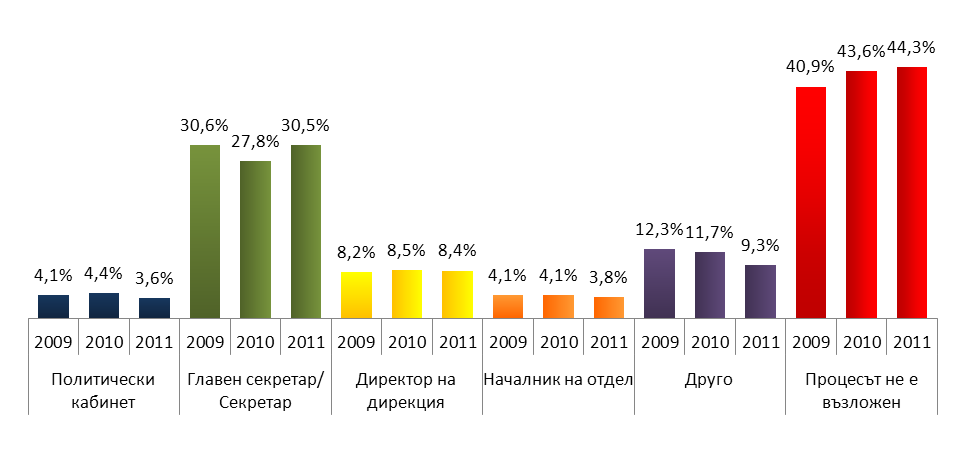 44,3%
43,6%
40,9%
30,6%
30,5%
27,8%
12,3%
11,7%
9,3%
8,2%
8,5%
8,4%
4,1%
4,4%
3,6%
4,1%
4,1%
3,8%
2009 2010 2011 2009 2010 2011 2009 2010 2011 2009 2010 2011 2009 2010 2011 2009 2010 2011
Политически кабинет
Главен секретар/ Секретар
Директор на дирекция
Началник на отдел
Друго
Процесът не е възложен